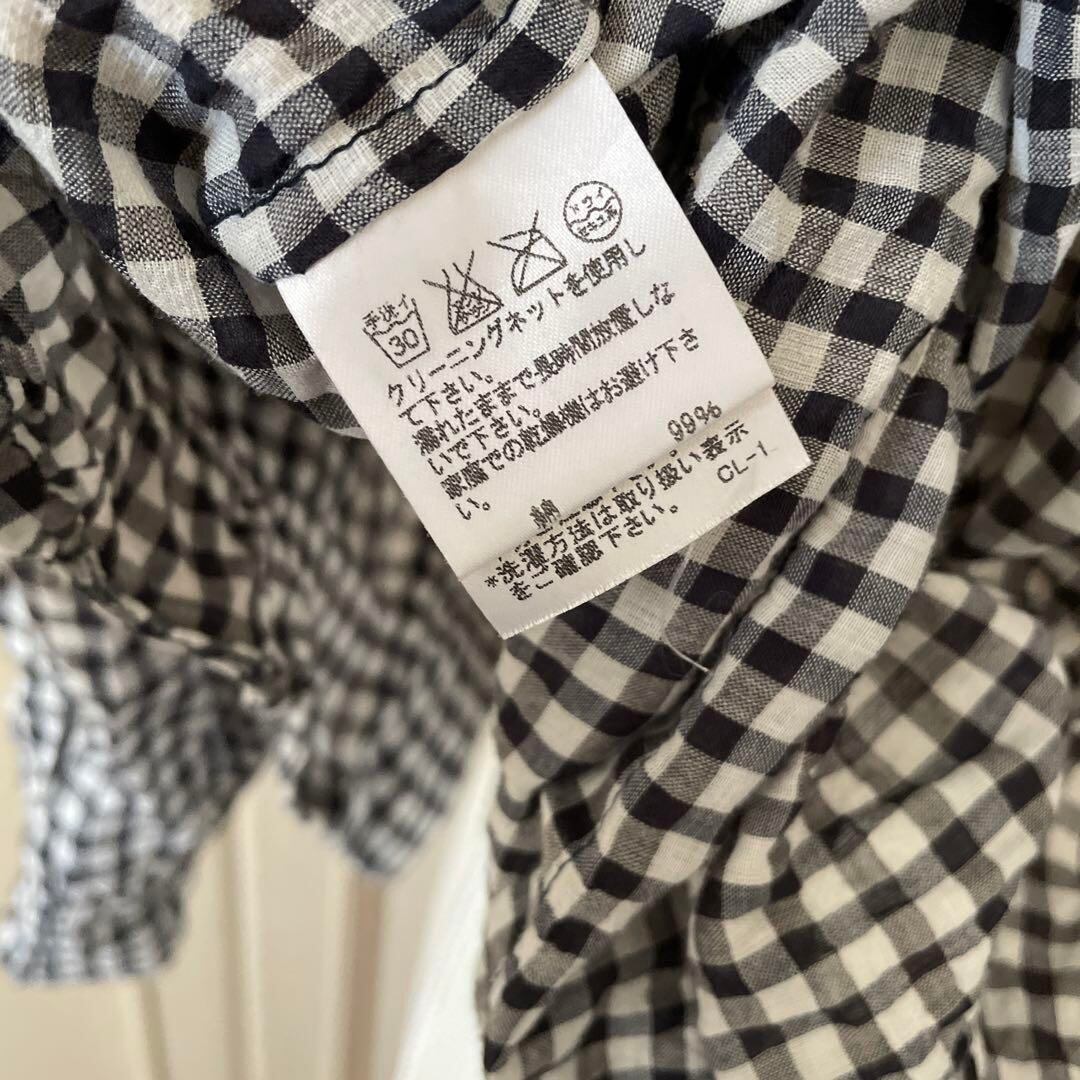 手洗イ
30
ドライ
クリーニングネットを使用し
て下さい。
濡れたままで長時間放置しな
いで下さい。
家庭での乾燥機はお避け下さ
い。
綿 99%
*洗濯方法は取り扱い表示
をご確認下さい。
CL-1